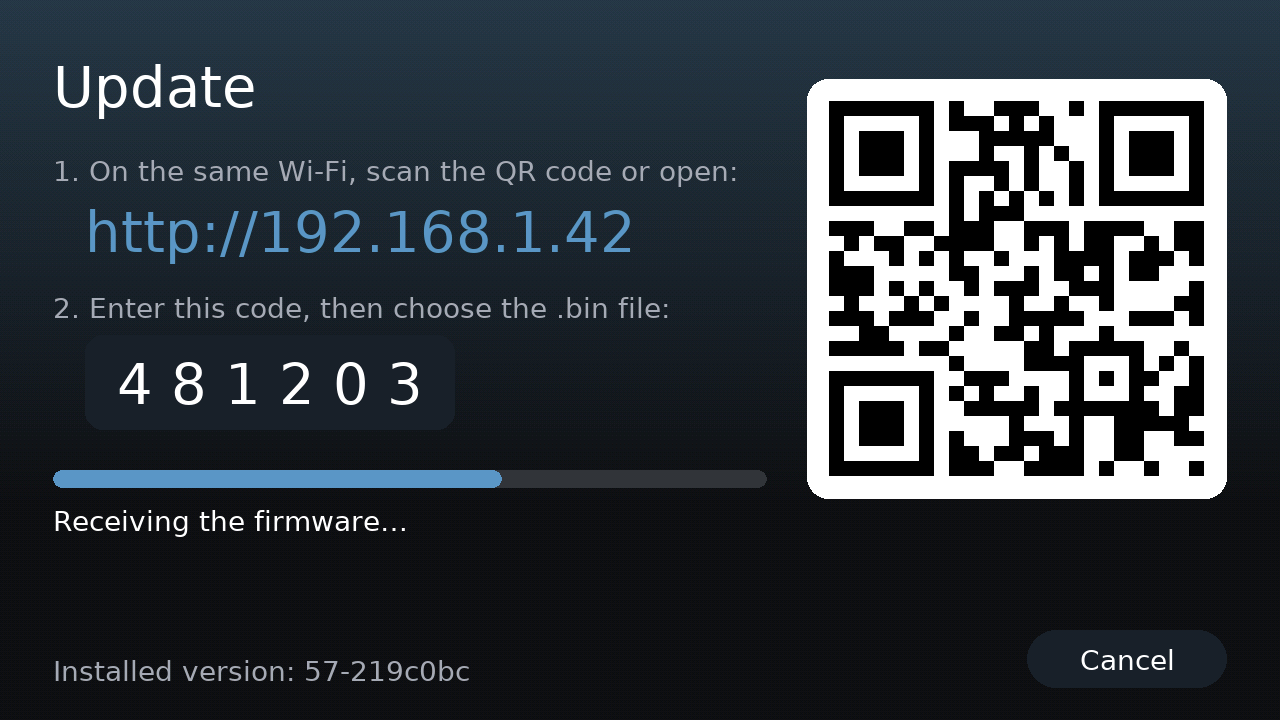 Update
1. On the same Wi-Fi, scan the QR code or open:
http://192.168.1.42
2. Enter this code, then choose the .bin file:
4 8 1 2 0 3
Receiving the firmware...
Installed version: 57-219c0bc
Cancel